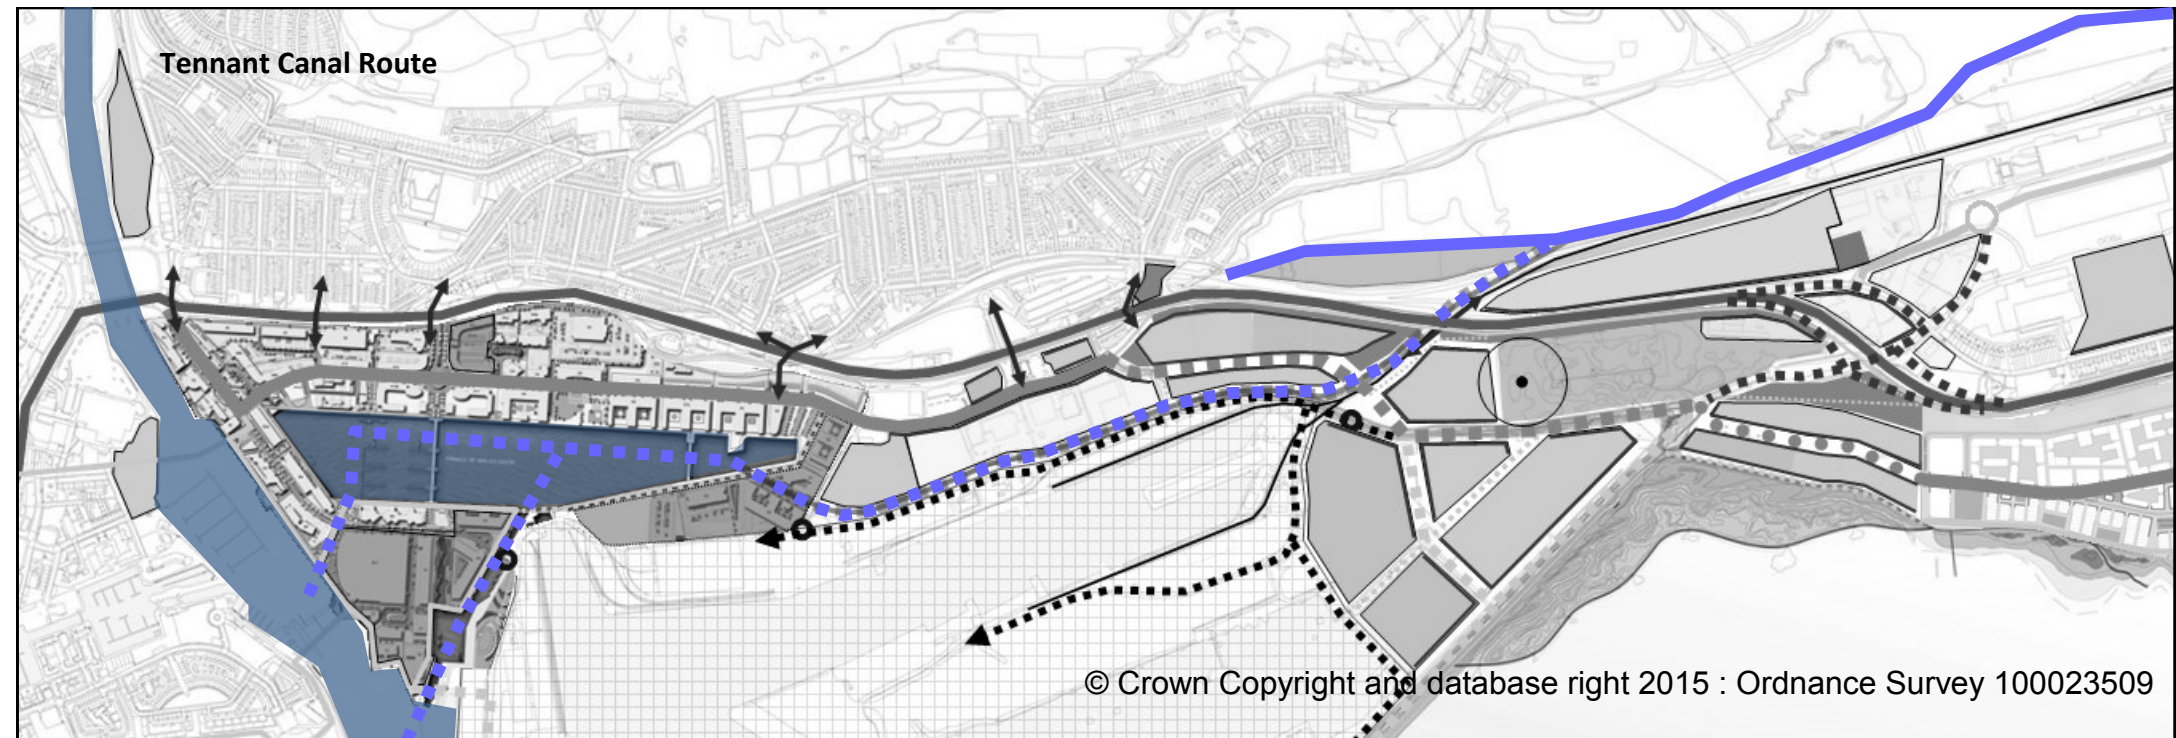 Tennant Canal Route
© Crown Copyright and database right 2015 : Ordnance Survey 100023509